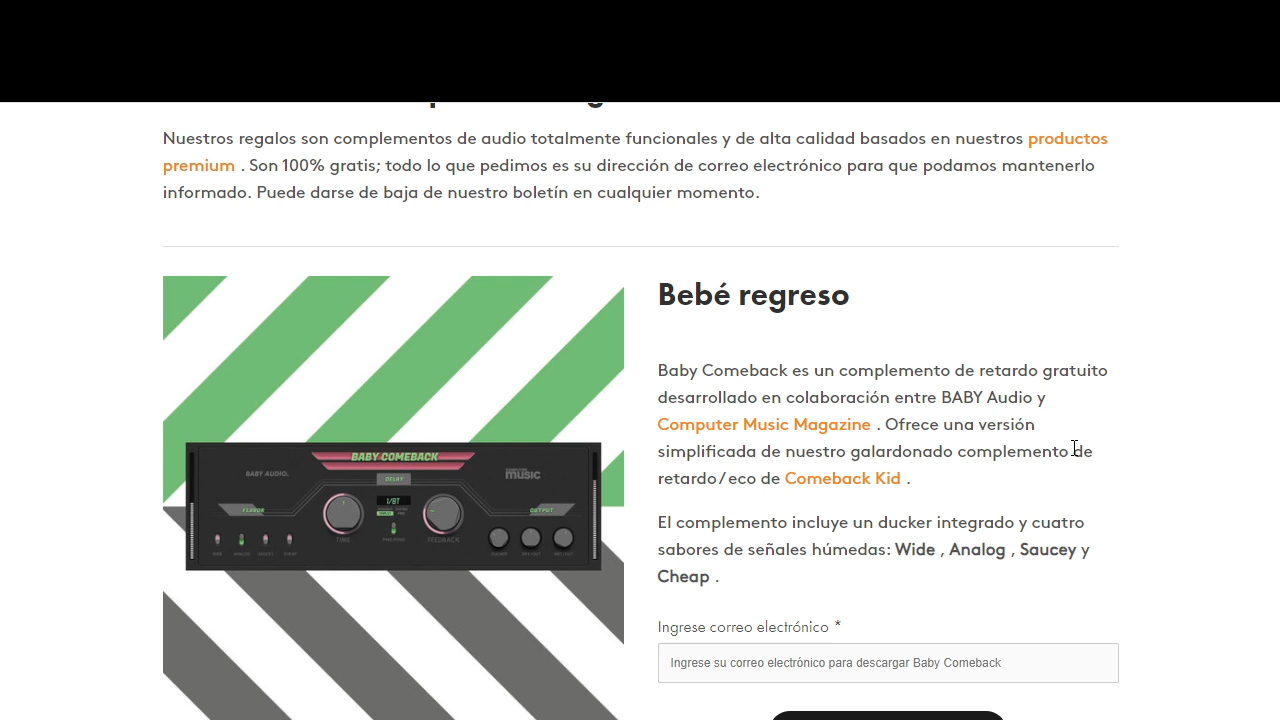 Nuestros regalos son complementos de audio totalmente funcionales y de alta calidad basados en nuestros productos
premium . Son 100% gratis; todo lo que pedimos es su dirección de correo electrónico para que podamos mantenerlo
informado. Puede darse de baja de nuestro boletín en cualquier momento.
Bebé regreso
Baby Comeback es un complemento de retardo gratuito
desarrollado en colaboración entre BABY Audio y
Computer Music Magazine . Ofrece una versión
simplificada de nuestro galardonado complemento de
retardo/eco de Comeback Kid .
El complemento incluye un ducker integrado y cuatro
sabores de señales húmedas: Wide , Analog , Saucey y
Cheap .
Ingrese correo electrónico *
Ingrese su correo electrónico para descargar Baby Comeback
BABY COMEBACK
BABY AUDIO.
COMPUTER
MUSIC
DELAY
1/8T
FLAVOR
OUTPUT
TIME
FEEDBACK